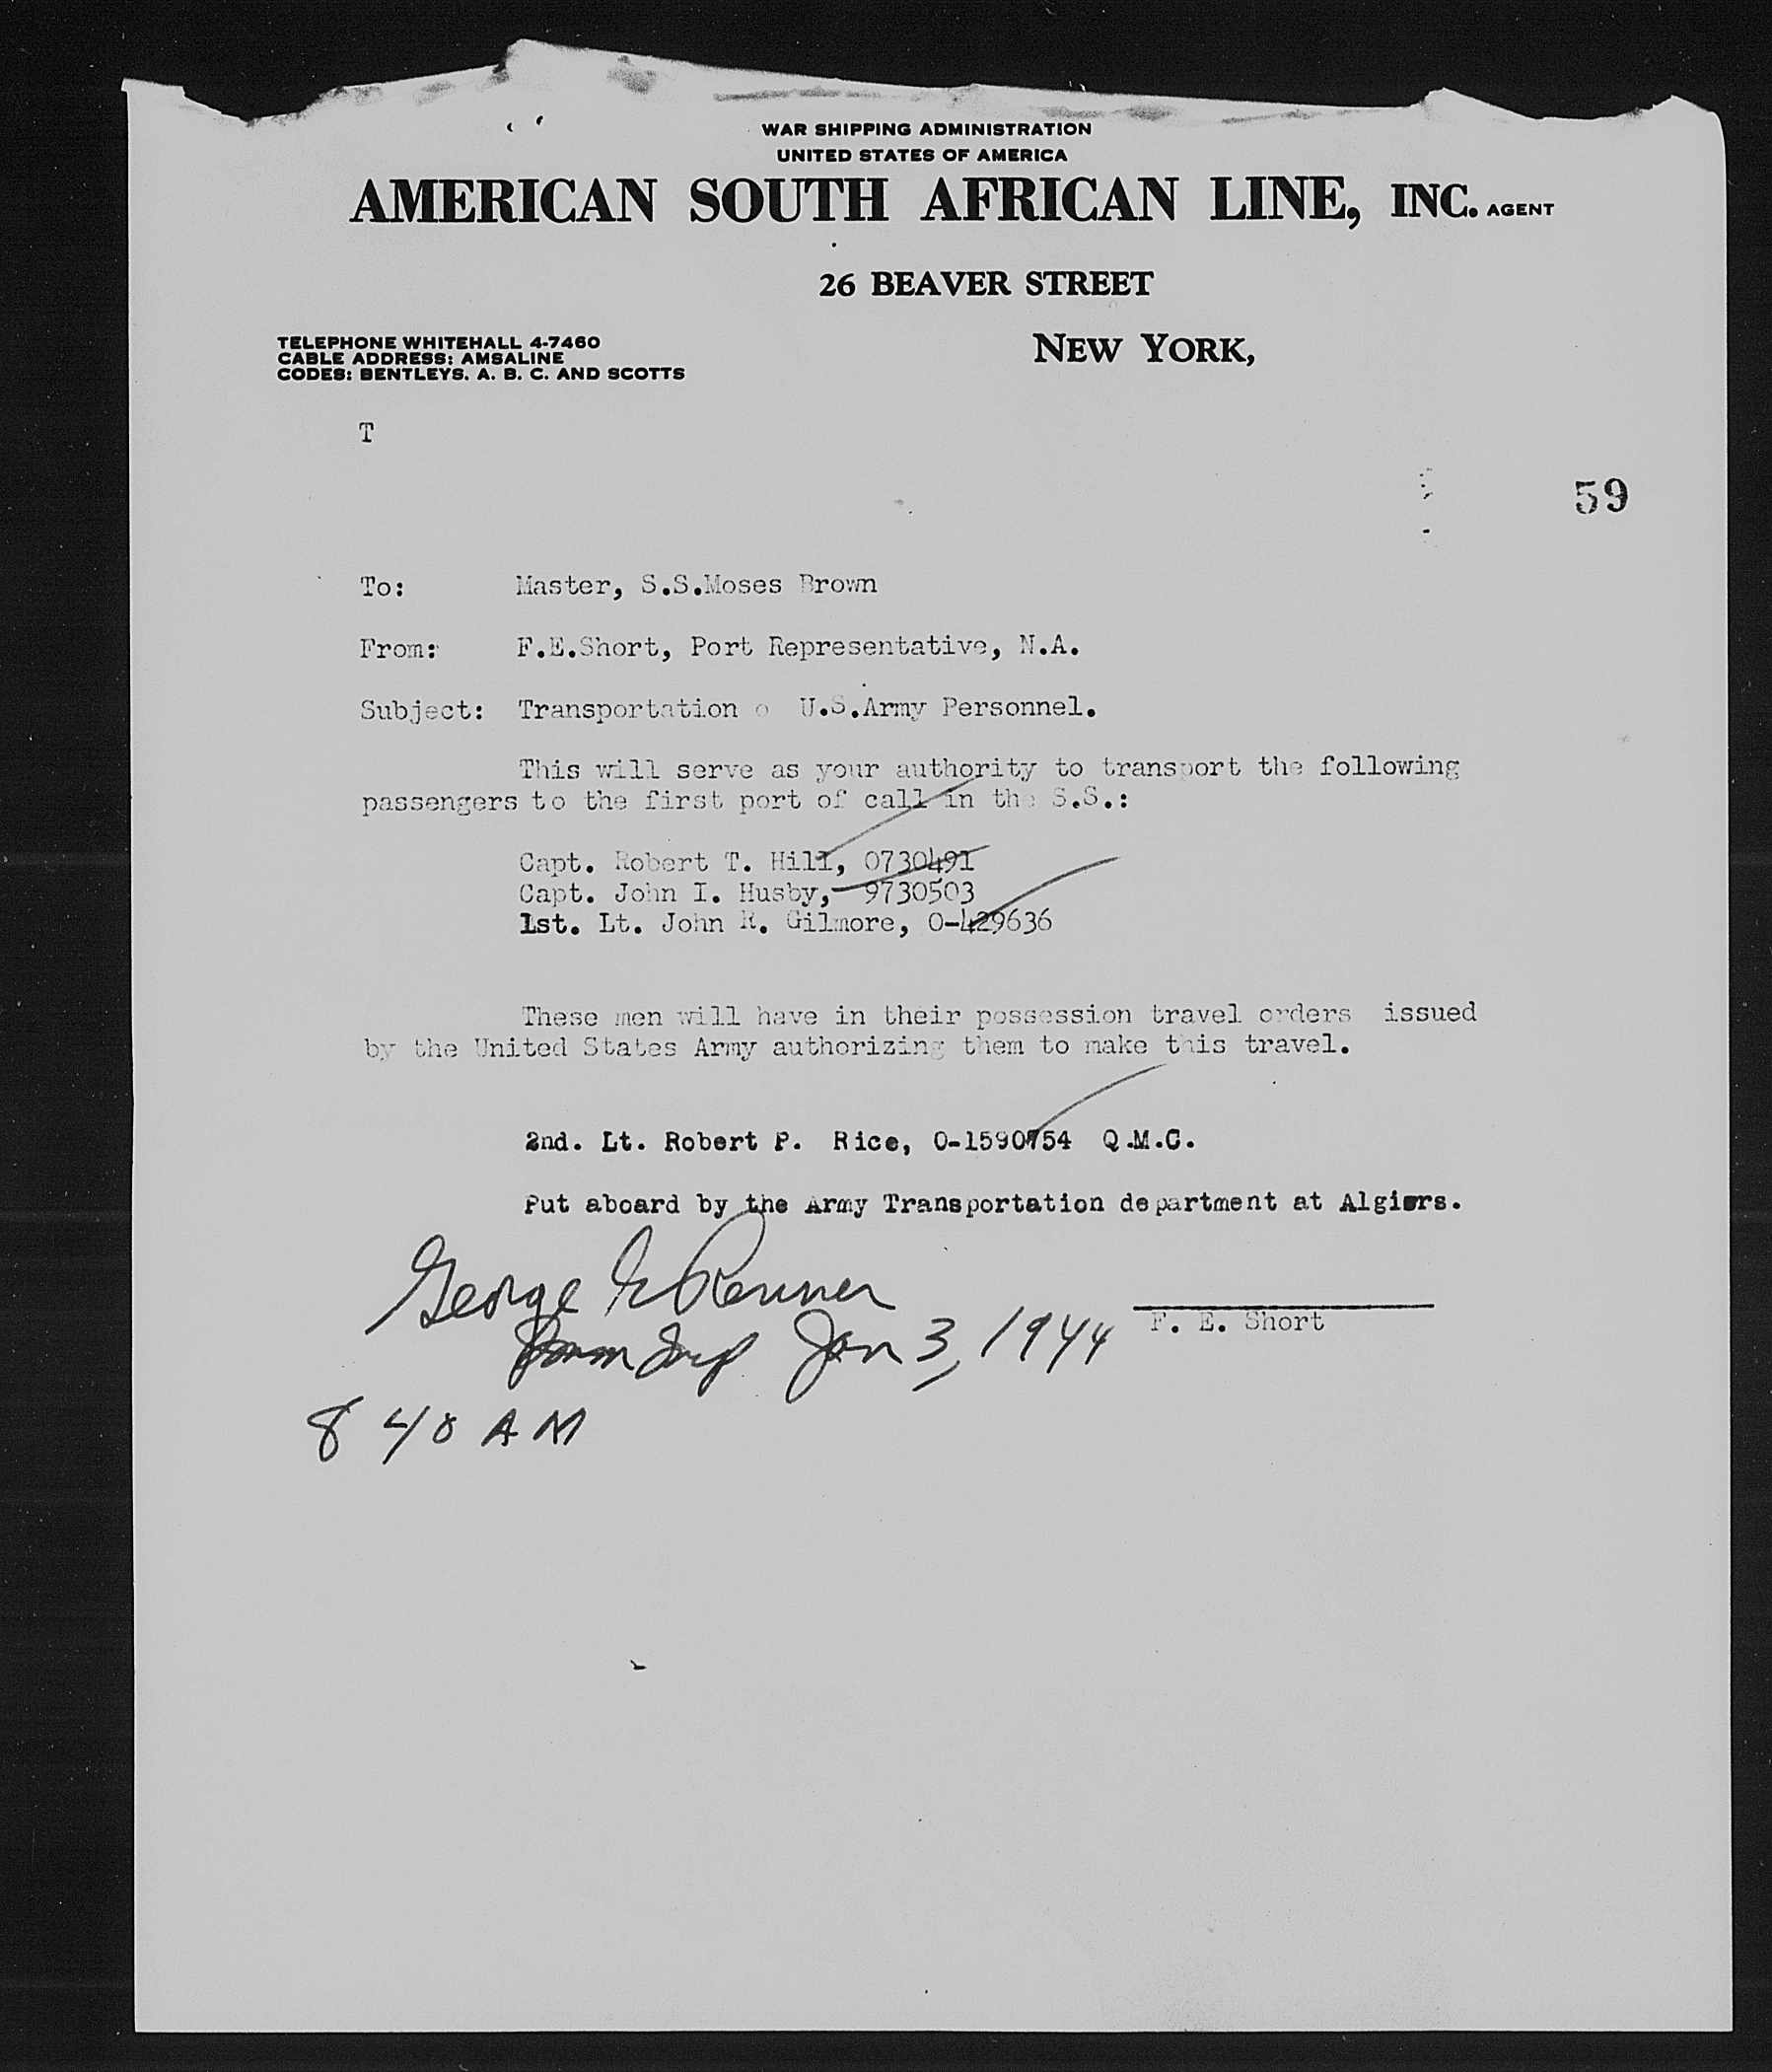 WAR SHIPPING ADMINISTRATION
UNITED STATES OF AMERICA
AMERICAN SOUTH AFRICAN LINE, INC. AGENT
26 BEAVER STREET
TELEPHONE WHITEHALL 4-7460
CABLE ADDRESS: AMSALINE
CODES: BENTLEYS. A. B. C. AND SCOTTS
NEW YORK,
T
59
To: Master, S.S.Moses Brown
From: F.E.Short, Port Representative, N.A.
Subject: Transportation o U.S.Army Personnel.
This will serve as your authority to transport the following
passengers to the first port of call in the S.S.:
Capt. Robert T. Hill, 0730491
Capt. John I. Husby, 9730503
1st. Lt. John R. Gilmore, O-429636
These men will have in their possession travel orders issued
by the United States Army authorizing them to make this travel.
2nd. Lt. Robert P. Rice, O-1590754 Q.M.C.
Put aboard by the Army Transportation department at Algiers.
George E Renner
Imm Insp Jan 3, 1944
F. E. Short
8 40 AM